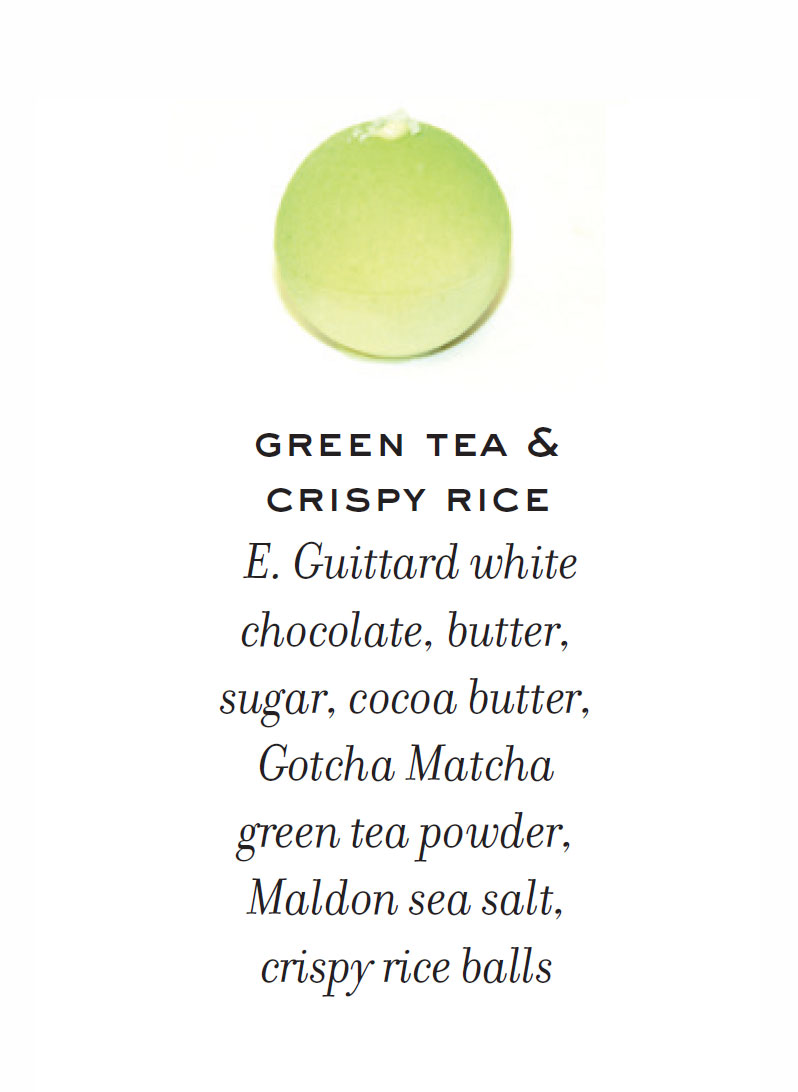 GREEN TEA &
CRISPY RICE
E. Guittard white
chocolate, butter,
sugar, cocoa butter,
Gotcha Matcha
green tea powder,
Maldon sea salt,
crispy rice balls